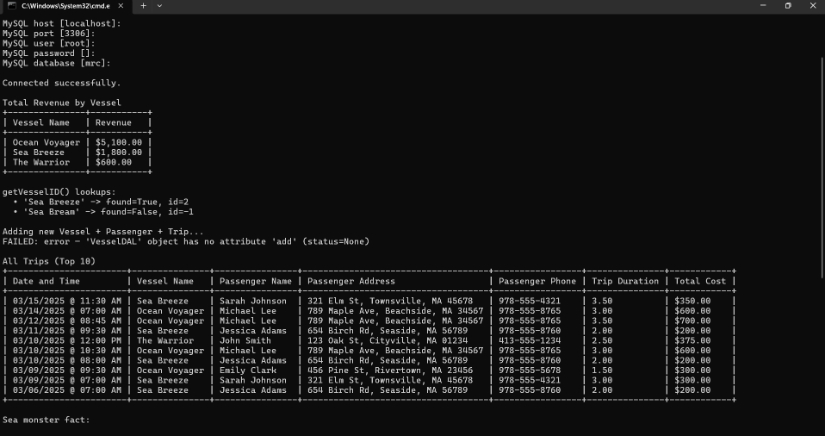 C:\Windows\System32\cmd.e
MySQL host [localhost]:
MySQL port [3306]:
MySQL user [root]:
MySQL password []:
MySQL database [mrc]:
Connected successfully.
Total Revenue by Vessel
+---------------+-----------+
| Vessel Name | Revenue |
+---------------+-----------+
| Ocean Voyager | $5,100.00 |
| Sea Breeze | $1,800.00 |
| The Warrior | $600.00 |
+---------------+-----------+
getVesselID() lookups:
• 'Sea Breeze' -> found=True, id=2
• 'Sea Bream' -> found=False, id=-1
Adding new Vessel + Passenger + Trip...
FAILED: error - 'VesselDAL' object has no attribute 'add' (status=None)
All Trips (Top 10)
+-----------------------+---------------+----------------+----------------------------------+-----------------+---------------+------------+
| Date and Time | Vessel Name | Passenger Name | Passenger Address | Passenger Phone | Trip Duration | Total Cost |
+-----------------------+---------------+----------------+----------------------------------+-----------------+---------------+------------+
| 03/15/2025 @ 11:30 AM | Sea Breeze | Sarah Johnson | 321 Elm St, Townsville, MA 45678 | 978-555-4321 | 3.50 | $350.00 |
| 03/14/2025 @ 07:00 AM | Ocean Voyager | Michael Lee | 789 Maple Ave, Beachside, MA 34567 | 978-555-8765 | 3.00 | $600.00 |
| 03/12/2025 @ 08:45 AM | Ocean Voyager | Michael Lee | 789 Maple Ave, Beachside, MA 34567 | 978-555-8765 | 3.50 | $700.00 |
| 03/11/2025 @ 09:30 AM | Sea Breeze | Jessica Adams | 654 Birch Rd, Seaside, MA 56789 | 978-555-8760 | 2.00 | $200.00 |
| 03/10/2025 @ 12:00 PM | The Warrior | John Smith | 123 Oak St, Cityville, MA 01234 | 413-555-1234 | 2.50 | $375.00 |
| 03/10/2025 @ 10:30 AM | Ocean Voyager | Michael Lee | 789 Maple Ave, Beachside, MA 34567 | 978-555-8765 | 3.00 | $600.00 |
| 03/10/2025 @ 08:00 AM | Sea Breeze | Jessica Adams | 654 Birch Rd, Seaside, MA 56789 | 978-555-8760 | 2.00 | $200.00 |
| 03/09/2025 @ 09:30 AM | Ocean Voyager | Emily Clark | 456 Pine St, Rivertown, MA 23456 | 978-555-5678 | 1.50 | $300.00 |
| 03/09/2025 @ 07:00 AM | Sea Breeze | Sarah Johnson | 321 Elm St, Townsville, MA 45678 | 978-555-4321 | 3.00 | $300.00 |
| 03/06/2025 @ 07:00 AM | Sea Breeze | Jessica Adams | 654 Birch Rd, Seaside, MA 56789 | 978-555-8760 | 2.00 | $200.00 |
+-----------------------+---------------+----------------+----------------------------------+-----------------+---------------+------------+
Sea monster fact: